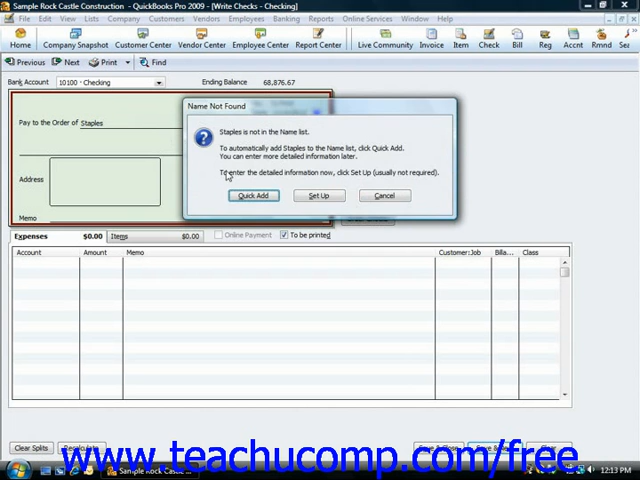 Sample Rock Castle Construction - QuickBooks Pro 2009 - [Write Checks - Checking]
File Edit View Lists Company Customers Vendors Employees Banking Reports Online Services Window Help
Home Company Snapshot Customer Center Vendor Center Employee Center Report Center Live Community Invoice Item Check Bill Reg Accnt Rmnd
Previous Next Print Find
Bank Account 10100 · Checking Ending Balance 68,876.67
Name Not Found
Pay to the Order of Staples
Staples is not in the Name list.
To automatically add Staples to the Name list, click Quick Add.
You can enter more detailed information later.
To enter the detailed information now, click Set Up (usually not required).
Address
Quick Add Set Up Cancel
Memo
Expenses $0.00 Items $0.00 Online Payment To be printed
Account Amount Memo Customer:Job Billa... Class
Clear Splits Recalculate
www.teachucomp.com/free
Sample Rock Castle
12:13 PM